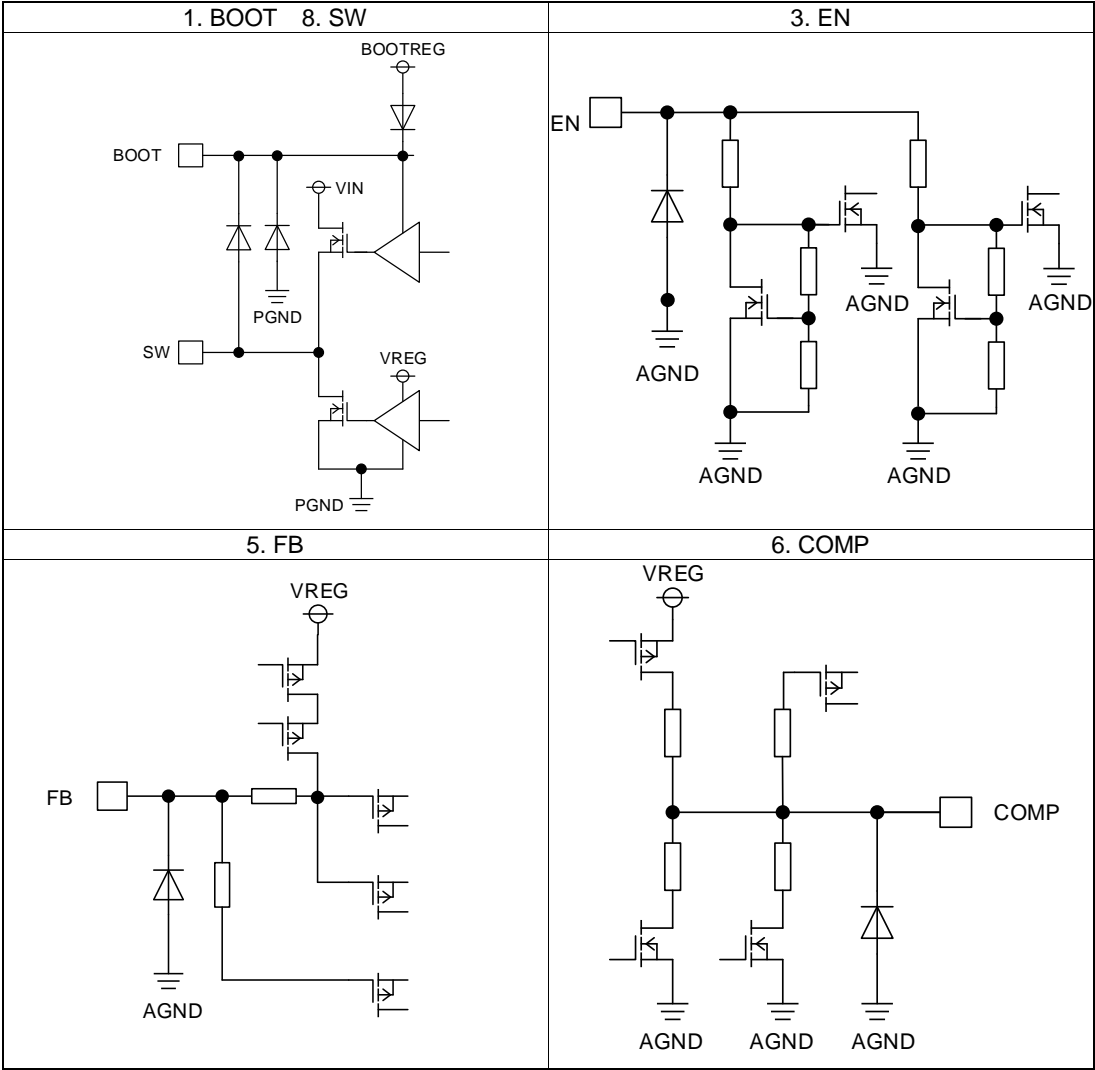 1. BOOT 8. SW
BOOTREG
BOOT
VIN
PGND
SW
VREG
PGND
3. EN
EN
AGND
AGND
AGND
AGND
AGND
5. FB
VREG
FB
AGND
6. COMP
VREG
COMP
AGND AGND AGND